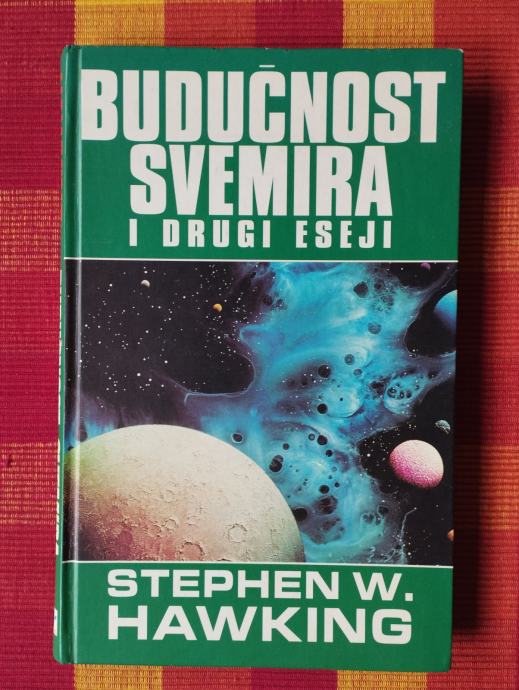 BUDUĆNOST
SVEMIRA
I DRUGI ESEJI
STEPHEN W.
HAWKING